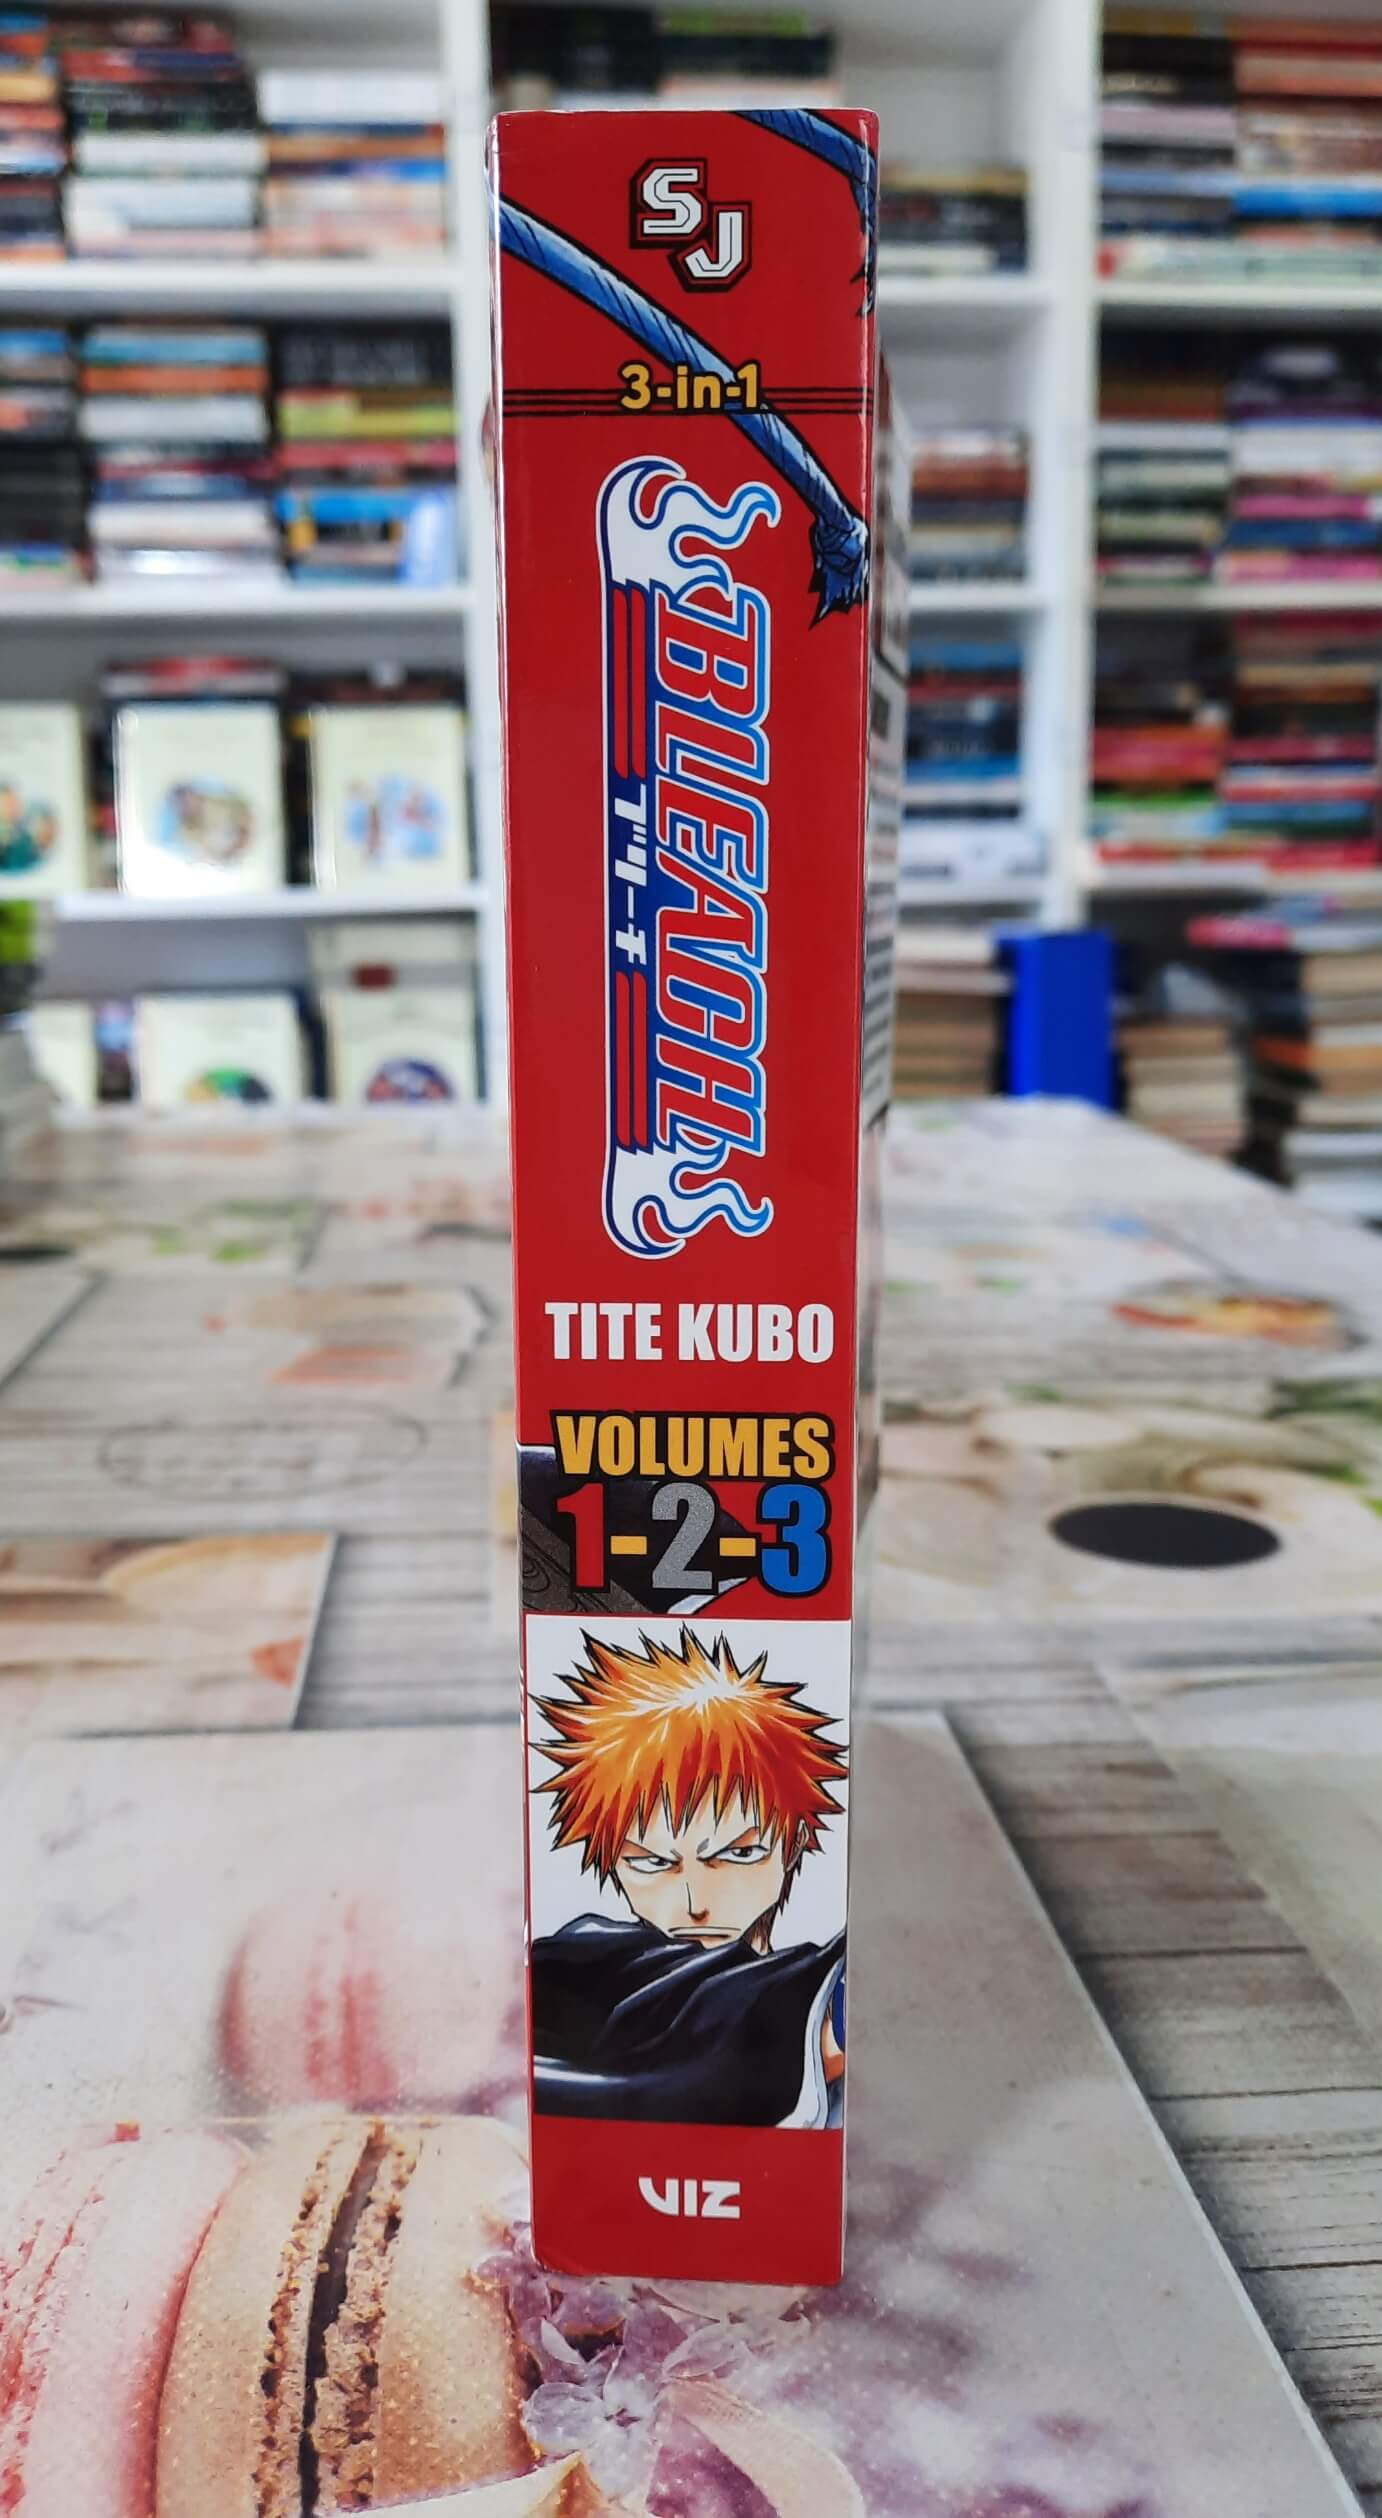 SJ
3-in-1
BLEACH
ブリーチ
TITE KUBO
VOLUMES
1-2-3
VIZ